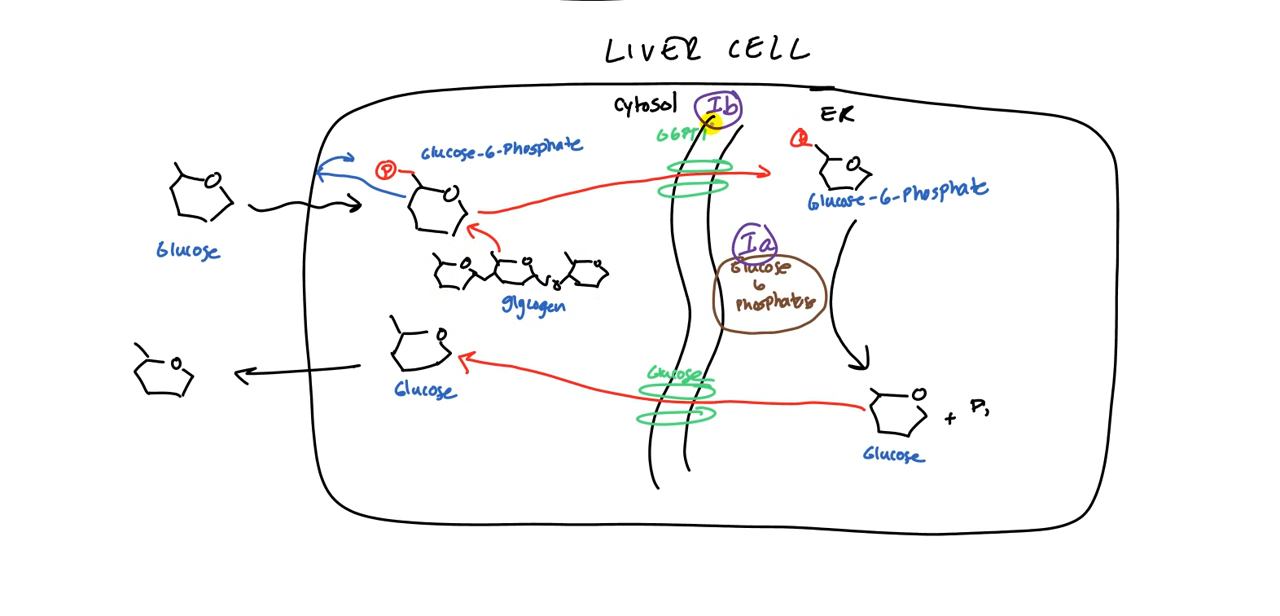 LIVER CELL
cytosol
Ib
ER
G6PT1
P
Glucose-6-Phosphate
P
O
O
O
Glucose-6-Phosphate
Glucose
Ia
Glucose
6
Phosphatase
O
O
O
glycogen
O
Glucose
Glucose
O
O
+ Pi
Glucose